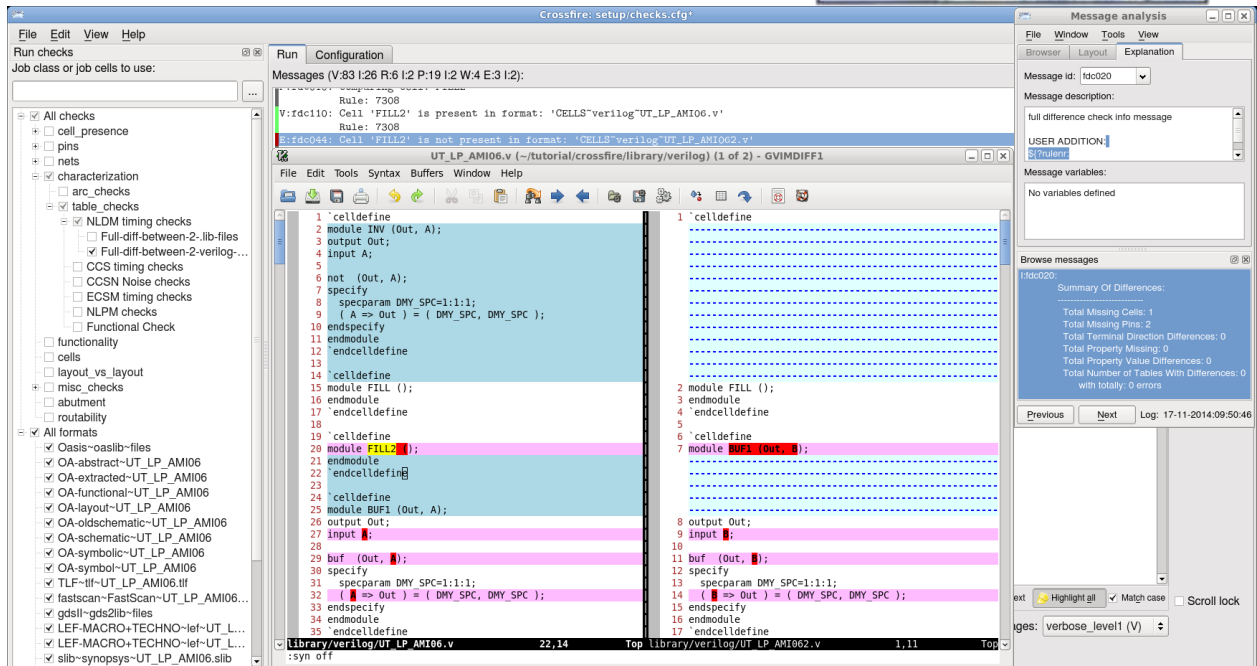 Crossfire: setup/checks.cfg*
File Edit View Help
Run checks
Job class or job cells to use:
...
All checks
cell_presence
pins
nets
characterization
arc_checks
table_checks
NLDM timing checks
Full-diff-between-2-.lib-files
Full-diff-between-2-verilog-...
CCS timing checks
CCSN Noise checks
ECSM timing checks
NLPM checks
Functional Check
functionality
cells
layout_vs_layout
misc_checks
abutment
routability
All formats
Oasis~oaslib~files
OA-abstract~UT_LP_AMI06
OA-extracted~UT_LP_AMI06
OA-functional~UT_LP_AMI06
OA-layout~UT_LP_AMI06
OA-oldschematic~UT_LP_AMI06
OA-schematic~UT_LP_AMI06
OA-symbolic~UT_LP_AMI06
OA-symbol~UT_LP_AMI06
TLF~tlf~UT_LP_AMI06.tlf
fastscan~FastScan~UT_LP_AMI06...
gdsII~gds2lib~files
LEF-MACRO+TECHNO~lef~UT_L...
LEF-MACRO+TECHNO~lef~UT_L...
slib~synopsys~UT_LP_AMI06.slib
Run Configuration
Messages (V:83 I:26 R:6 I:2 P:19 I:2 W:4 E:3 I:2):
Rule: 7308
V:fdc110: Cell 'FILL2' is present in format: 'CELLS~verilog~UT_LP_AMI06.v'
Rule: 7308
E:fdc044: Cell 'FILL2' is not present in format: 'CELLS~verilog~UT_LP_AMI062.v'
UT_LP_AMI06.v (~/tutorial/crossfire/library/verilog) (1 of 2) - GVIMDIFF1
File Edit Tools Syntax Buffers Window Help
1 `celldefine
2 module INV (Out, A);
3 output Out;
4 input A;
5
6 not (Out, A);
7 specify
8 specparam DMY_SPC=1:1:1;
9 ( A => Out ) = ( DMY_SPC, DMY_SPC );
10 endspecify
11 endmodule
12 `endcelldefine
13
14 `celldefine
15 module FILL ();
16 endmodule
17 `endcelldefine
18
19 `celldefine
20 module FILL2 ();
21 endmodule
22 `endcelldefine
23
24 `celldefine
25 module BUF1 (Out, A);
26 output Out;
27 input A;
28
29 buf (Out, A);
30 specify
31 specparam DMY_SPC=1:1:1;
32 ( A => Out ) = ( DMY_SPC, DMY_SPC );
33 endspecify
34 endmodule
35 `endcelldefine
library/verilog/UT_LP_AMI06.v 22,14 Top
:syn off
1 `celldefine
2 module FILL ();
3 endmodule
4 `endcelldefine
5
6 `celldefine
7 module BUF1 (Out, B);
8 output Out;
9 input B;
10
11 buf (Out, B);
12 specify
13 specparam DMY_SPC=1:1:1;
14 ( B => Out ) = ( DMY_SPC, DMY_SPC );
15 endspecify
16 endmodule
17 `endcelldefine
library/verilog/UT_LP_AMI062.v 1,11 Top
Message analysis
File Window Tools View
Browser Layout Explanation
Message id: fdc020
Message description:
full difference check info message
USER ADDITION:
${?rulenr:
Message variables:
No variables defined
Browse messages
I:fdc020:
Summary Of Differences:
---------------------------
Total Missing Cells: 1
Total Missing Pins: 2
Total Terminal Direction Differences: 0
Total Property Missing: 0
Total Property Value Differences: 0
Total Number of Tables With Differences: 0
with totally: 0 errors
Previous Next Log: 17-11-2014:09:50:46
ext Highlight all Match case Scroll lock
ages: verbose_level1 (V)